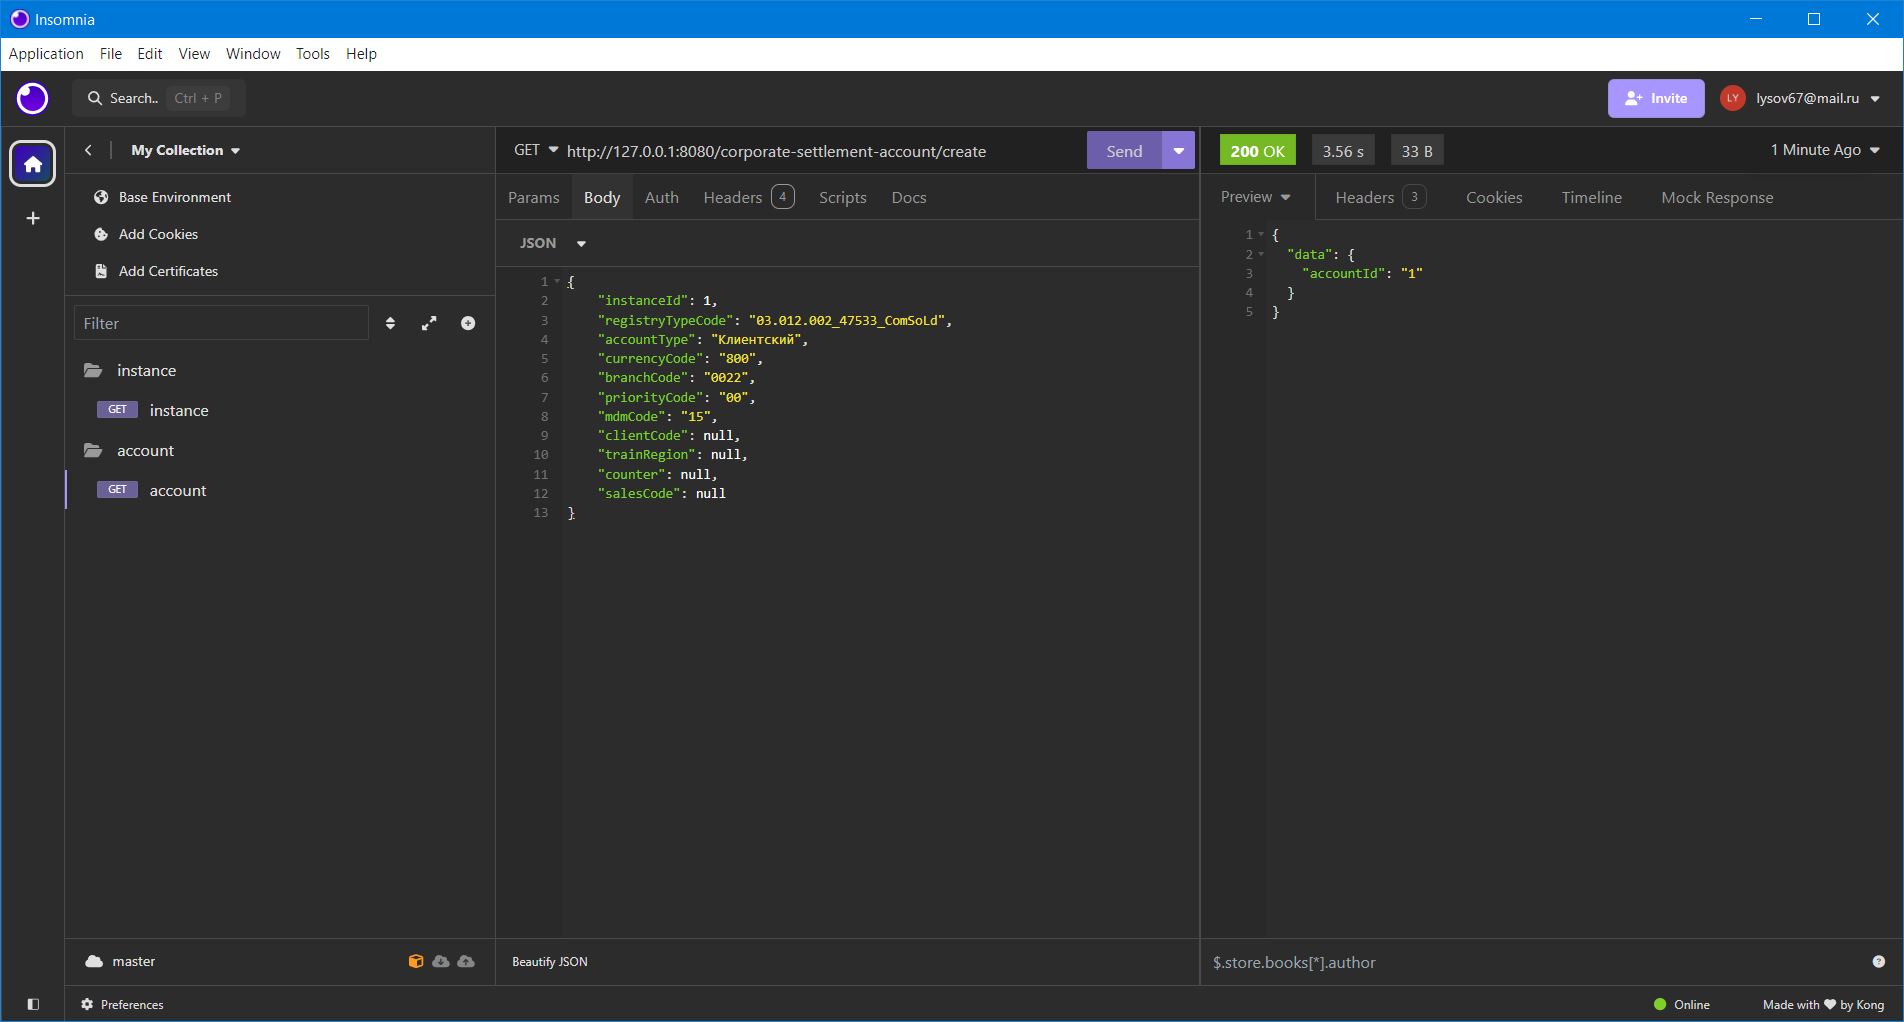 Insomnia
Application File Edit View Window Tools Help
Search.. Ctrl + P
Invite
LY lysov67@mail.ru
My Collection
Base Environment
Add Cookies
Add Certificates
Filter
instance
GET instance
account
GET account
master
Preferences
GET http://127.0.0.1:8080/corporate-settlement-account/create Send
Params Body Auth Headers 4 Scripts Docs
JSON
1 {
2 "instanceId": 1,
3 "registryTypeCode": "03.012.002_47533_ComSoLd",
4 "accountType": "Клиентский",
5 "currencyCode": "800",
6 "branchCode": "0022",
7 "priorityCode": "00",
8 "mdmCode": "15",
9 "clientCode": null,
10 "trainRegion": null,
11 "counter": null,
12 "salesCode": null
13 }
Beautify JSON
200 OK 3.56 s 33 B 1 Minute Ago
Preview Headers 3 Cookies Timeline Mock Response
1 {
2 "data": {
3 "accountId": "1"
4 }
5 }
$.store.books[*].author
Online Made with ❤ by Kong